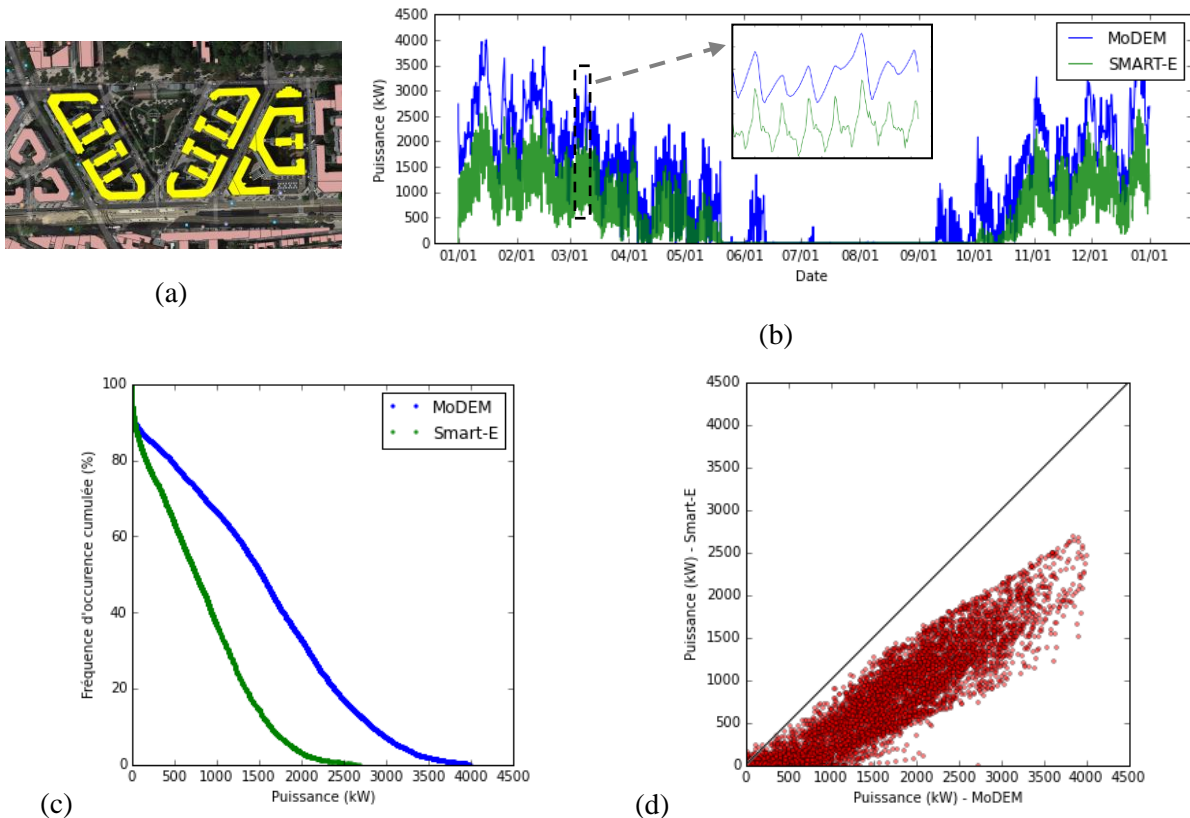 4500
4000
3500
3000
2500
2000
1500
1000
500
0
Puissance (kW)
MoDEM
SMART-E
01/01 02/01 03/01 04/01 05/01 06/01 07/01 08/01 09/01 10/01 11/01 12/01 01/01
Date
XXXX
(a)
(b)
100
80
60
40
20
0
Fréquence d'occurence cumulée (%)
MoDEM
Smart-E
0 500 1000 1500 2000 2500 3000 3500 4000 4500
Puissance (kW)
(c)
4500
4000
3500
3000
2500
2000
1500
1000
500
0
Puissance (kW) - Smart-E
0 500 1000 1500 2000 2500 3000 3500 4000 4500
Puissance (kW) - MoDEM
(d)